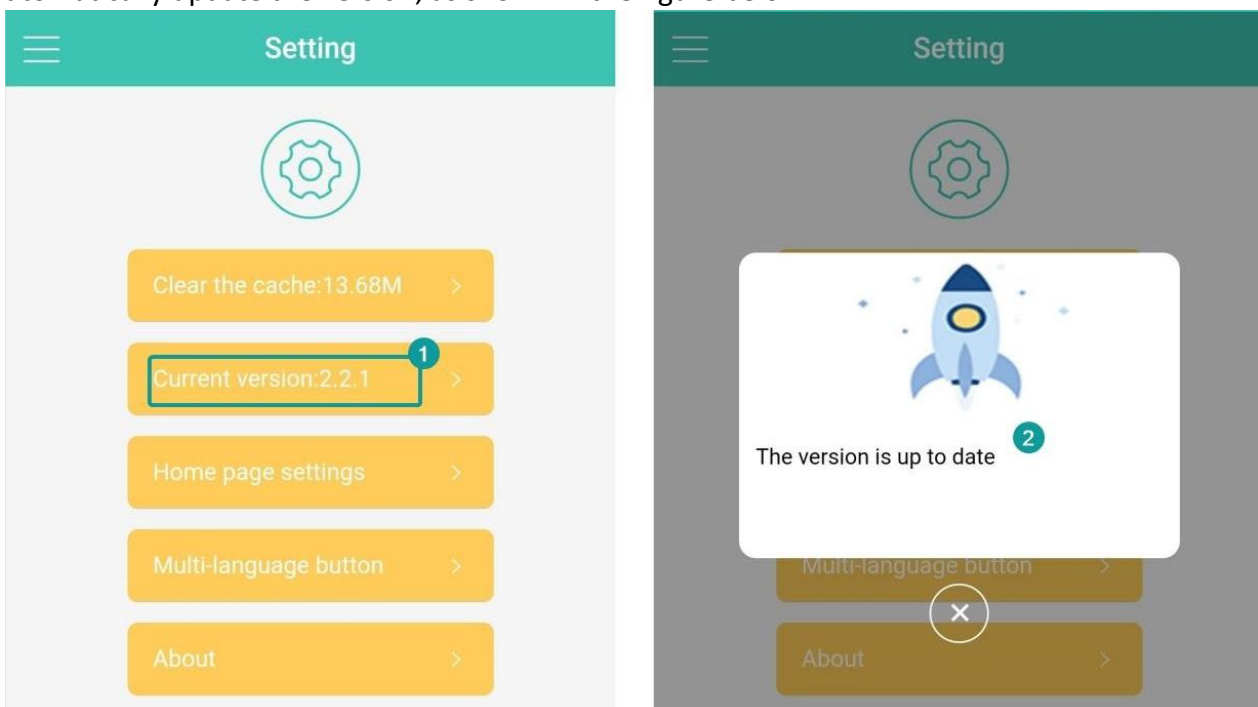 Setting
Clear the cache:13.68M
Current version:2.2.1
1
Home page settings
Multi-language button
About
Setting
The version is up to date
2
Multi-language button
About